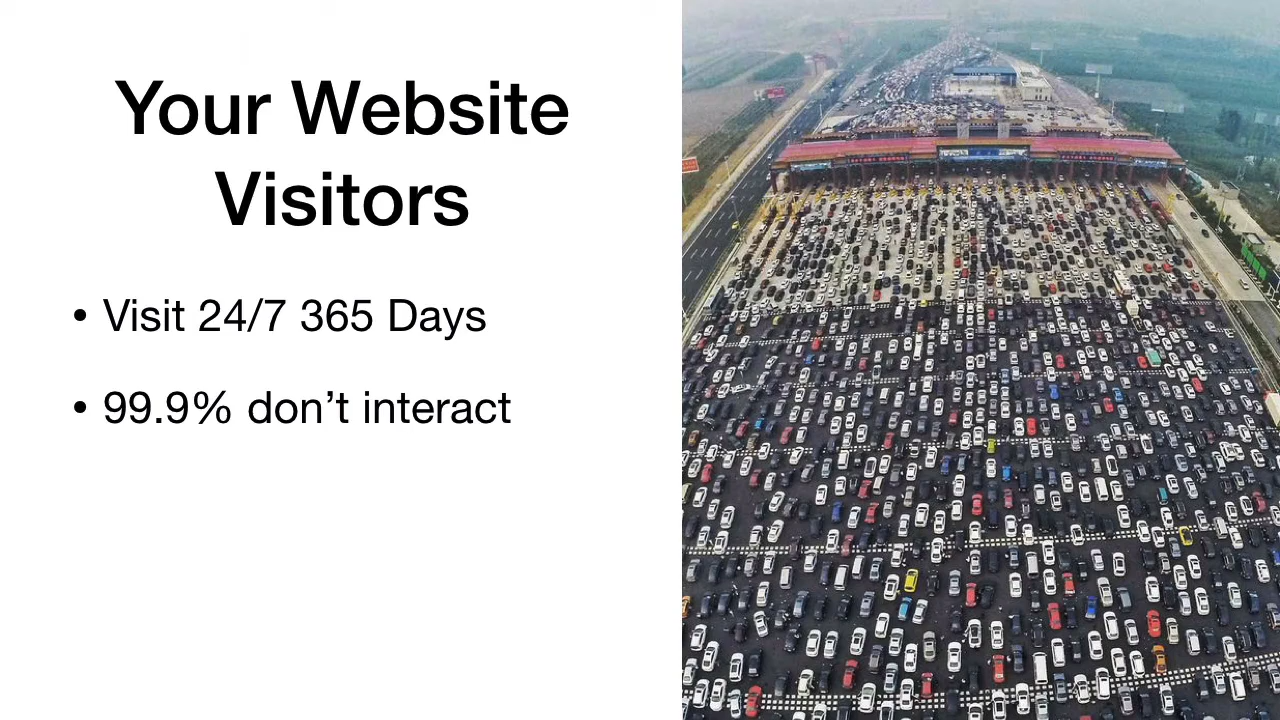 Your Website
Visitors
• Visit 24/7 365 Days
• 99.9% don’t interact